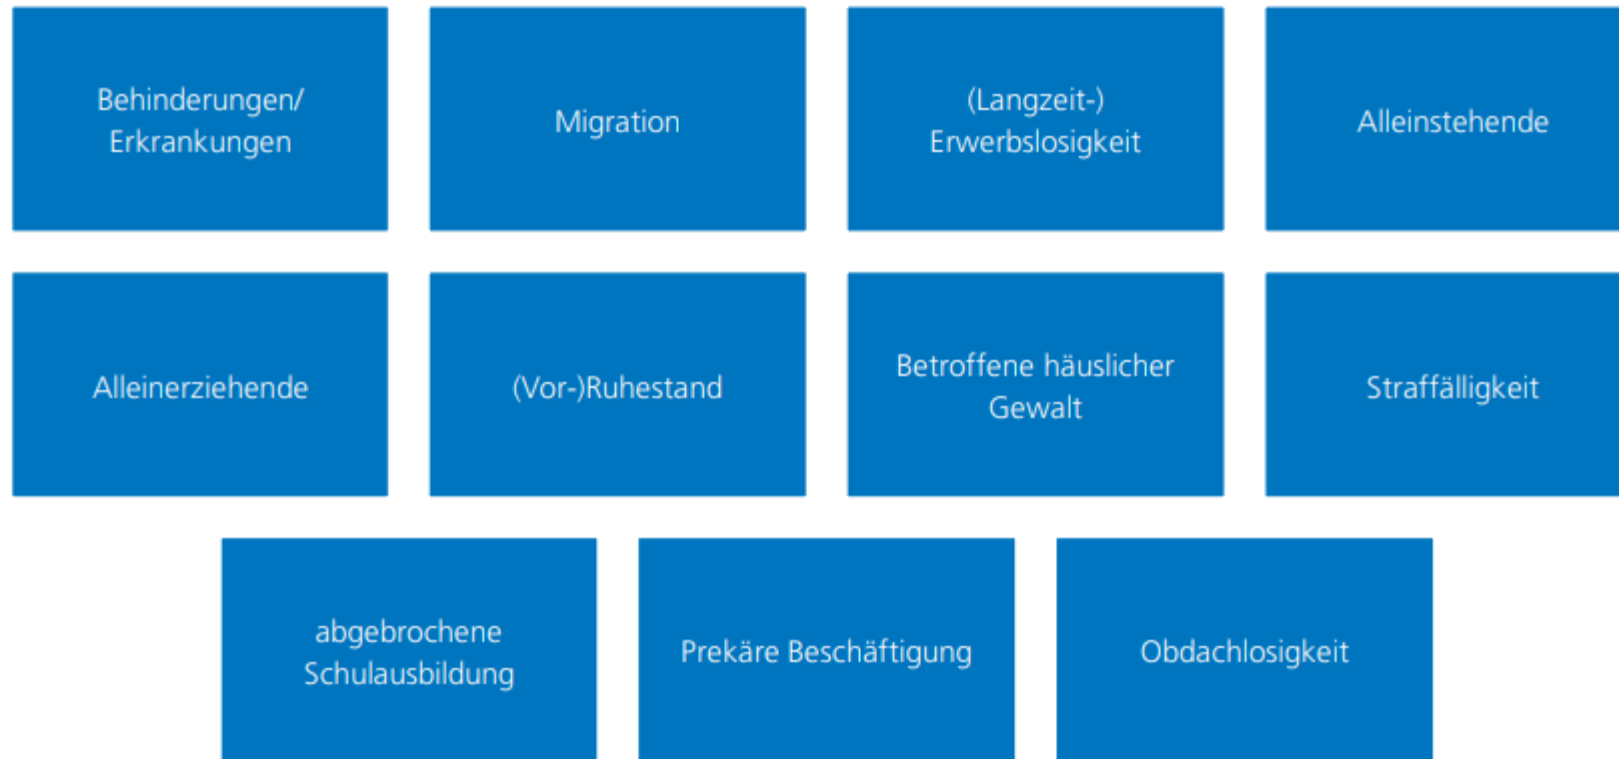 Behinderungen/
Erkrankungen
Migration
(Langzeit-)
Erwerbslosigkeit
Alleinstehende
Alleinerziehende
(Vor-)Ruhestand
Betroffene häuslicher
Gewalt
Straffälligkeit
abgebrochene
Schulausbildung
Prekäre Beschäftigung
Obdachlosigkeit